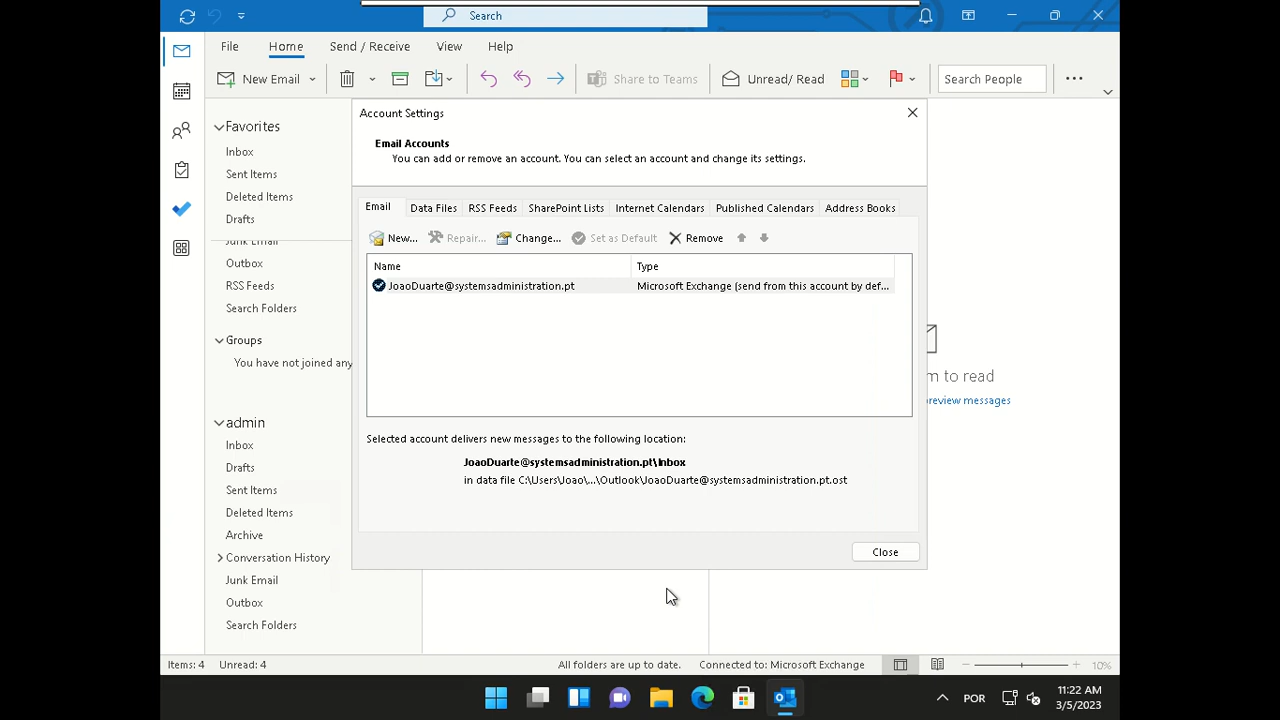 Search
File Home Send / Receive View Help
New Email Share to Teams Unread/ Read Search People
Account Settings
Email Accounts
You can add or remove an account. You can select an account and change its settings.
Email Data Files RSS Feeds SharePoint Lists Internet Calendars Published Calendars Address Books
New... Repair... Change... Set as Default Remove
Name Type
JoaoDuarte@systemsadministration.pt Microsoft Exchange (send from this account by def...
Selected account delivers new messages to the following location:
JoaoDuarte@systemsadministration.pt\Inbox
in data file C:\Users\Joao\...\Outlook\JoaoDuarte@systemsadministration.pt.ost
Close
Favorites
Inbox
Sent Items
Deleted Items
Drafts
Junk Email
Outbox
RSS Feeds
Search Folders
Groups
You have not joined any
admin
Inbox
Drafts
Sent Items
Deleted Items
Archive
Conversation History
Junk Email
Outbox
Search Folders
to read
preview messages
Items: 4 Unread: 4 All folders are up to date. Connected to: Microsoft Exchange 10%
POR 11:22 AM
3/5/2023